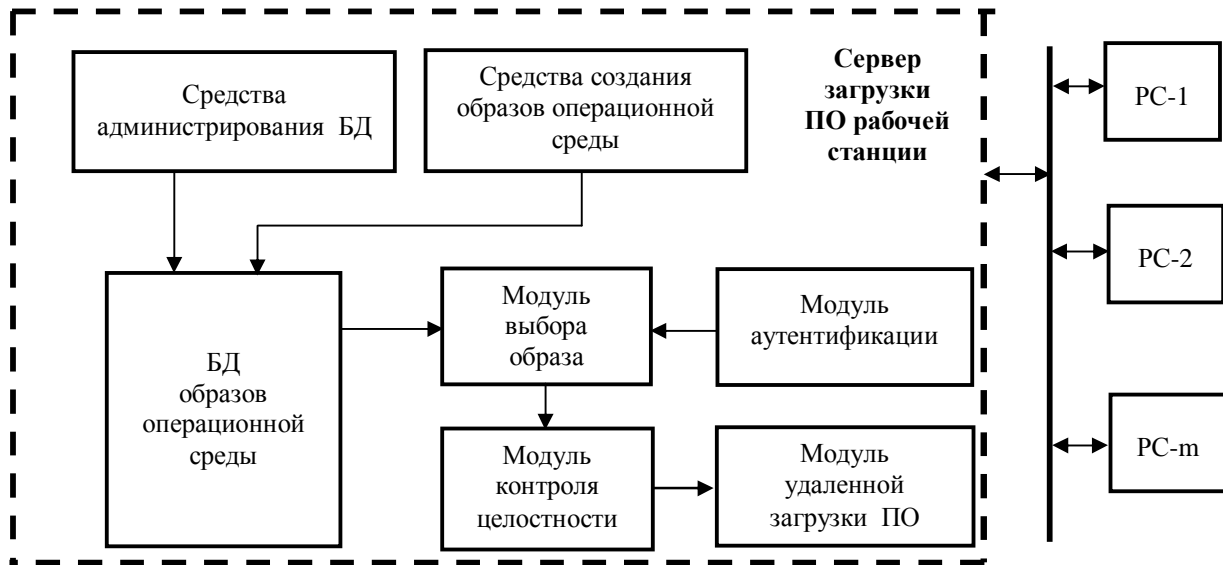 Средства
администрирования БД
Средства создания
образов операционной
среды
Сервер
загрузки
ПО рабочей
станции
РС-1
РС-2
РС-m
БД
образов
операционной
среды
Модуль
выбора
образа
Модуль
аутентификации
Модуль
контроля
целостности
Модуль
удаленной
загрузки ПО